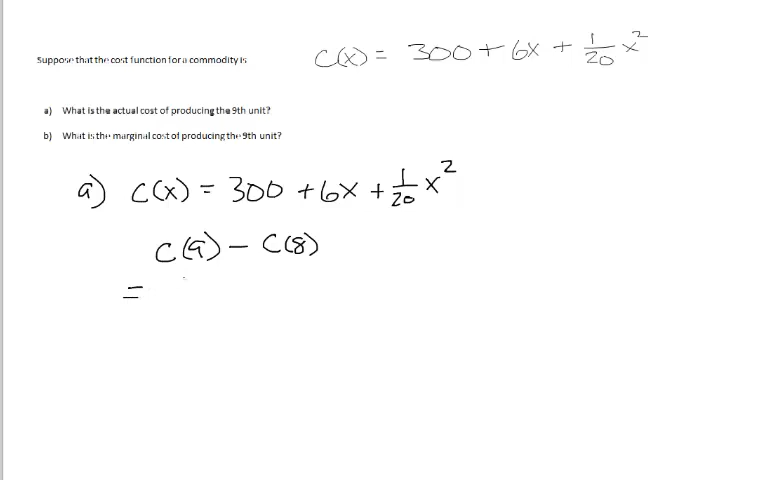 Suppose that the cost function for a commodity is C(x) = 300 + 6x + 1/20 x²
a) What is the actual cost of producing the 9th unit?
b) What is the marginal cost of producing the 9th unit?
a) C(x) = 300 + 6x + 1/20 x²
C(9) - C(8)
=